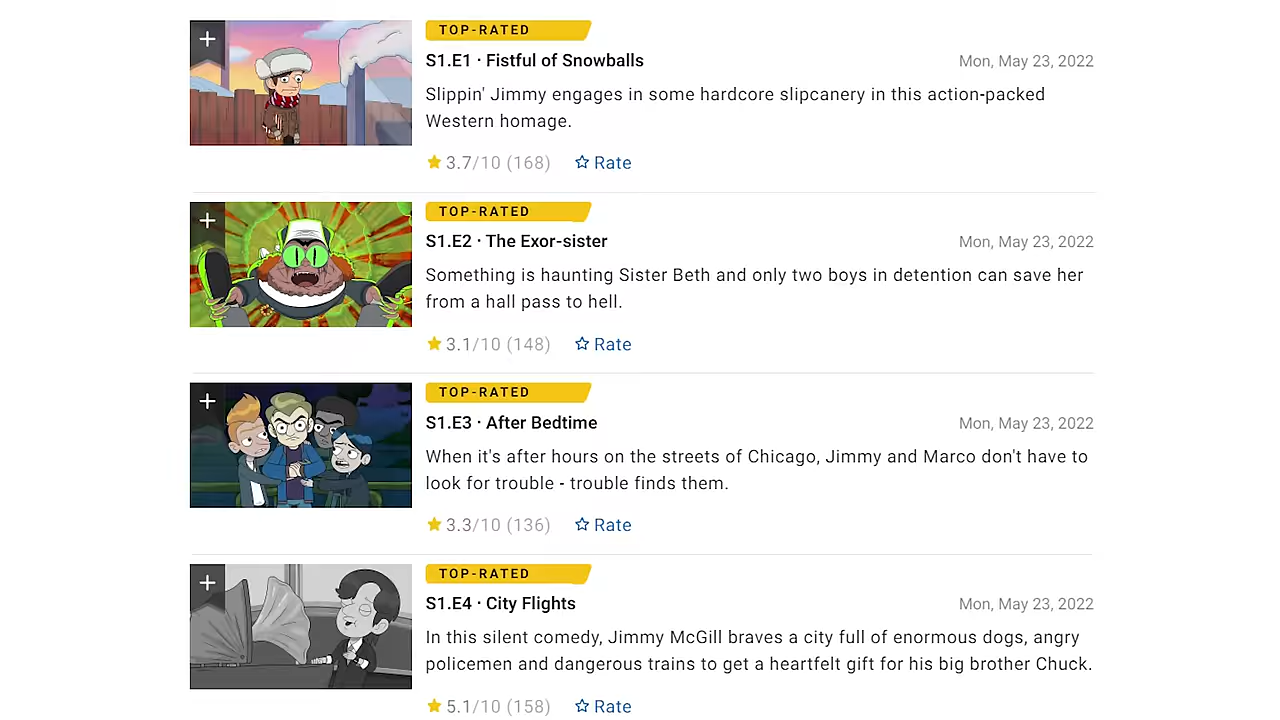 TOP-RATED
S1.E1 · Fistful of Snowballs
Mon, May 23, 2022
Slippin' Jimmy engages in some hardcore slipcanery in this action-packed
Western homage.
3.7/10 (168) Rate
TOP-RATED
S1.E2 · The Exor-sister
Mon, May 23, 2022
Something is haunting Sister Beth and only two boys in detention can save her
from a hall pass to hell.
3.1/10 (148) Rate
TOP-RATED
S1.E3 · After Bedtime
Mon, May 23, 2022
When it's after hours on the streets of Chicago, Jimmy and Marco don't have to
look for trouble - trouble finds them.
3.3/10 (136) Rate
TOP-RATED
S1.E4 · City Flights
Mon, May 23, 2022
In this silent comedy, Jimmy McGill braves a city full of enormous dogs, angry
policemen and dangerous trains to get a heartfelt gift for his big brother Chuck.
5.1/10 (158) Rate